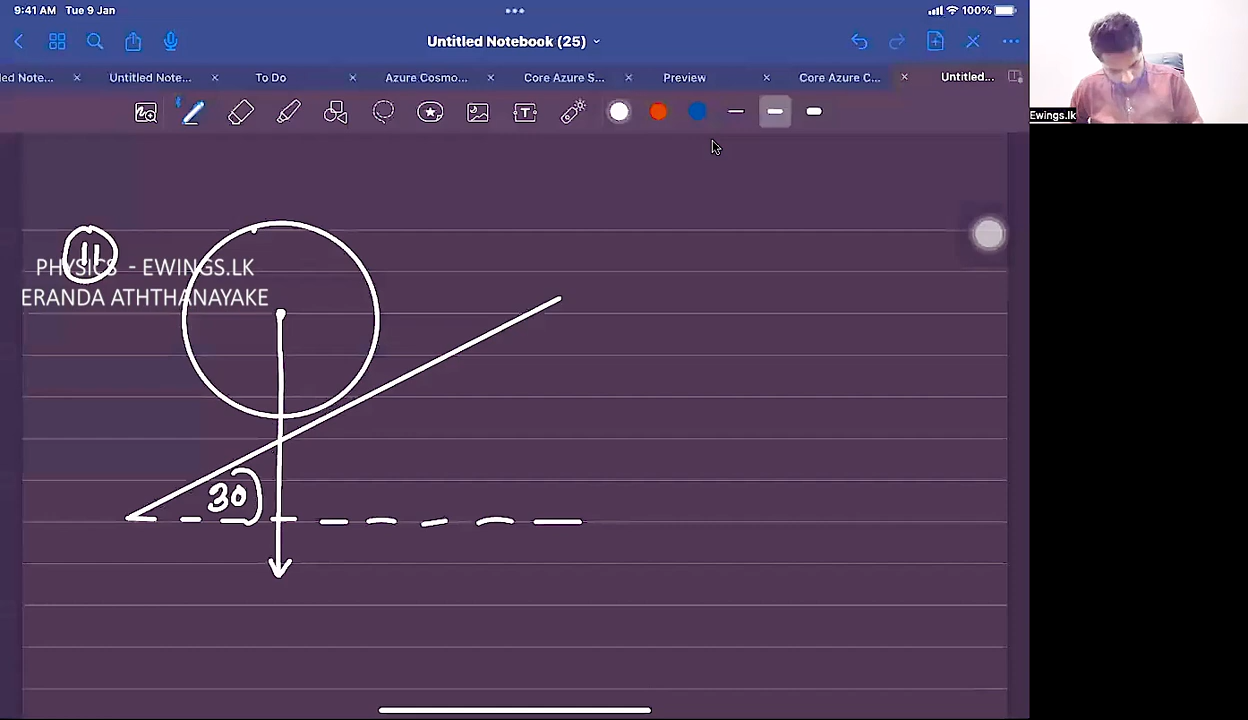 9:41 AM Tue 9 Jan
100%
Untitled Notebook (25)
led Note...
Untitled Note...
To Do
Azure Cosmo...
Core Azure S...
Preview
Core Azure C...
Untitled...
T
Ewings.lk
11
PHYSICS - EWINGS.LK
ERANDA ATHTHANAYAKE
30